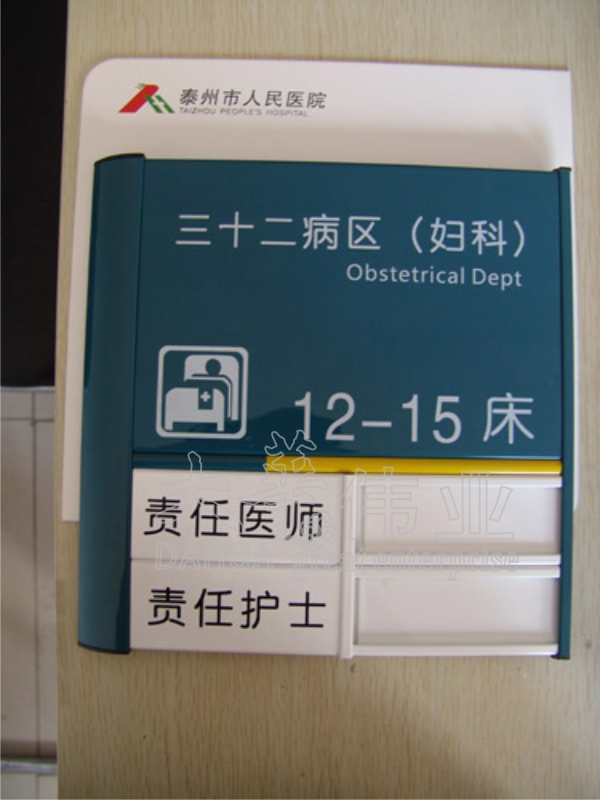 泰州市人民医院
TAIZHOU PEOPLE'S HOSPITAL
三十二病区（妇科）
Obstetrical Dept
12-15 床
责任医师
责任护士